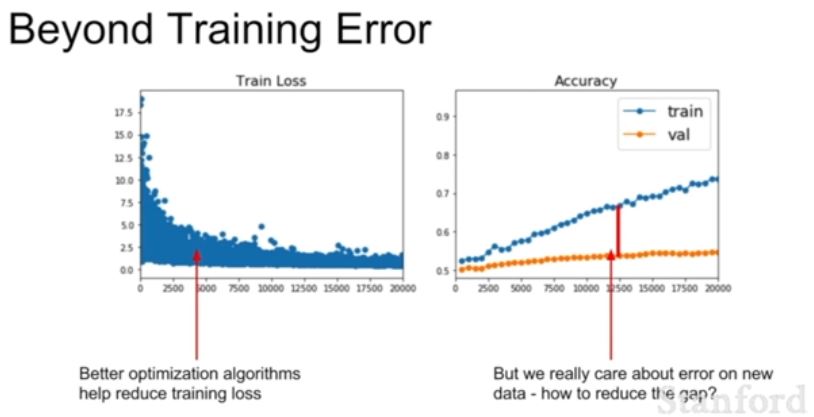 Beyond Training Error
Train Loss
17.5
15.0
12.5
10.0
7.5
5.0
2.5
0.0
0 2500 5000 7500 10000 12500 15000 17500 20000
Accuracy
train
val
0.9
0.8
0.7
0.6
0.5
0 2500 5000 7500 10000 12500 15000 17500 20000
Better optimization algorithms
help reduce training loss
But we really care about error on new
data - how to reduce the gap?
Stanford